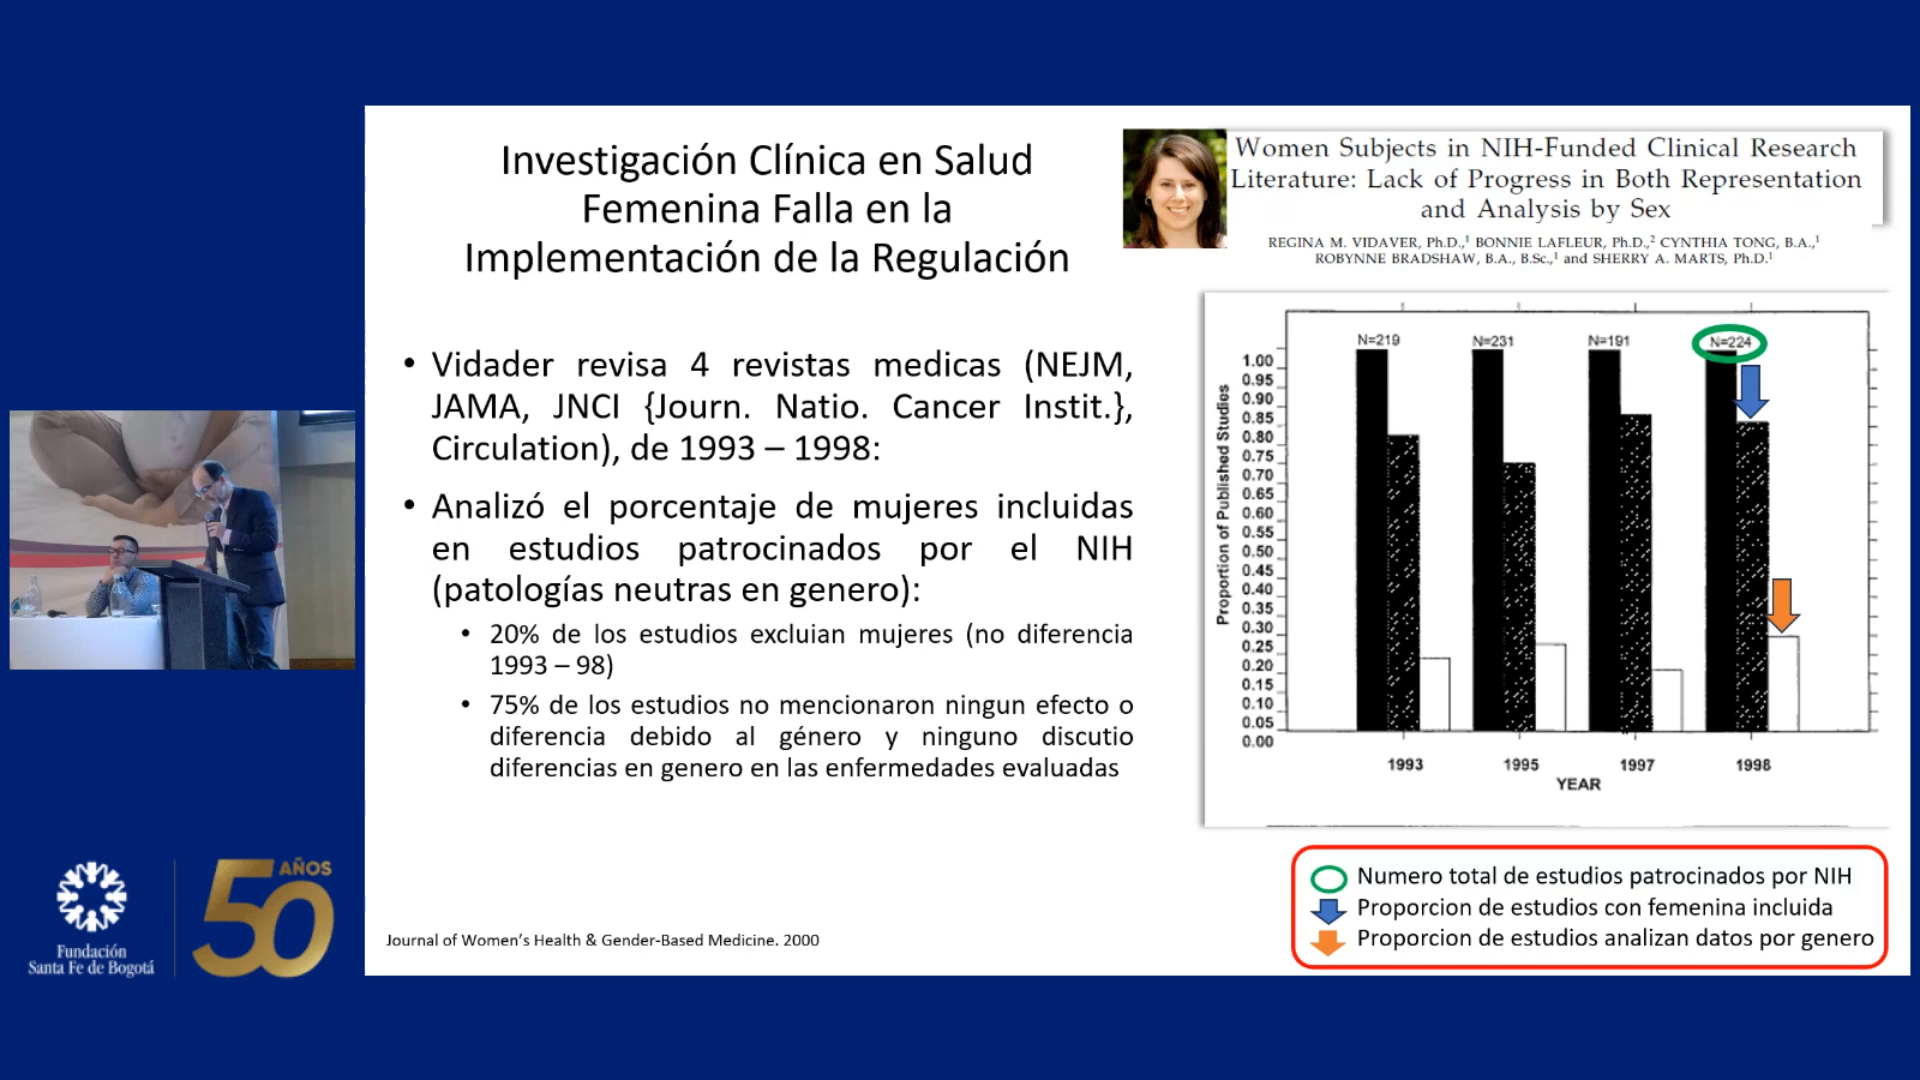 Investigación Clínica en Salud
Femenina Falla en la
Implementación de la Regulación
• Vidader revisa 4 revistas medicas (NEJM,
JAMA, JNCI {Journ. Natio. Cancer Instit.},
Circulation), de 1993 – 1998:
• Analizó el porcentaje de mujeres incluidas
en estudios patrocinados por el NIH
(patologías neutras en genero):
• 20% de los estudios excluian mujeres (no diferencia
1993 – 98)
• 75% de los estudios no mencionaron ningun efecto o
diferencia debido al género y ninguno discutio
diferencias en genero en las enfermedades evaluadas
Journal of Women's Health & Gender-Based Medicine. 2000
Women Subjects in NIH-Funded Clinical Research
Literature: Lack of Progress in Both Representation
and Analysis by Sex
REGINA M. VIDAVER, Ph.D.,¹ BONNIE LAFLEUR, Ph.D.,² CYNTHIA TONG, B.A.,¹
ROBYNNE BRADSHAW, B.A., B.Sc.,¹ and SHERRY A. MARTS, Ph.D.¹
N=219 N=231 N=191 N=224
Proportion of Published Studies
1.00
0.95
0.90
0.85
0.80
0.75
0.70
0.65
0.60
0.55
0.50
0.45
0.40
0.35
0.30
0.25
0.20
0.15
0.10
0.05
0.00
1993 1995 1997 1998
YEAR
Numero total de estudios patrocinados por NIH
Proporcion de estudios con femenina incluida
Proporcion de estudios analizan datos por genero
Fundación
Santa Fe de Bogotá
50 AÑOS